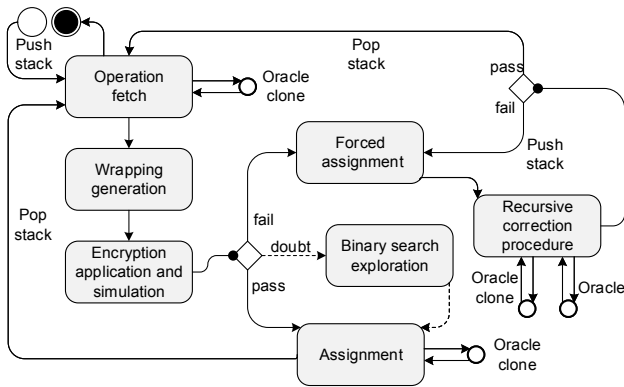 Push
stack
Operation
fetch
Oracle
clone
Pop
stack
pass
fail
Push
stack
Wrapping
generation
Forced
assignment
Pop
stack
fail
Encryption
application and
simulation
doubt
pass
Binary search
exploration
Recursive
correction
procedure
Oracle
clone
Oracle
Assignment
Oracle
clone